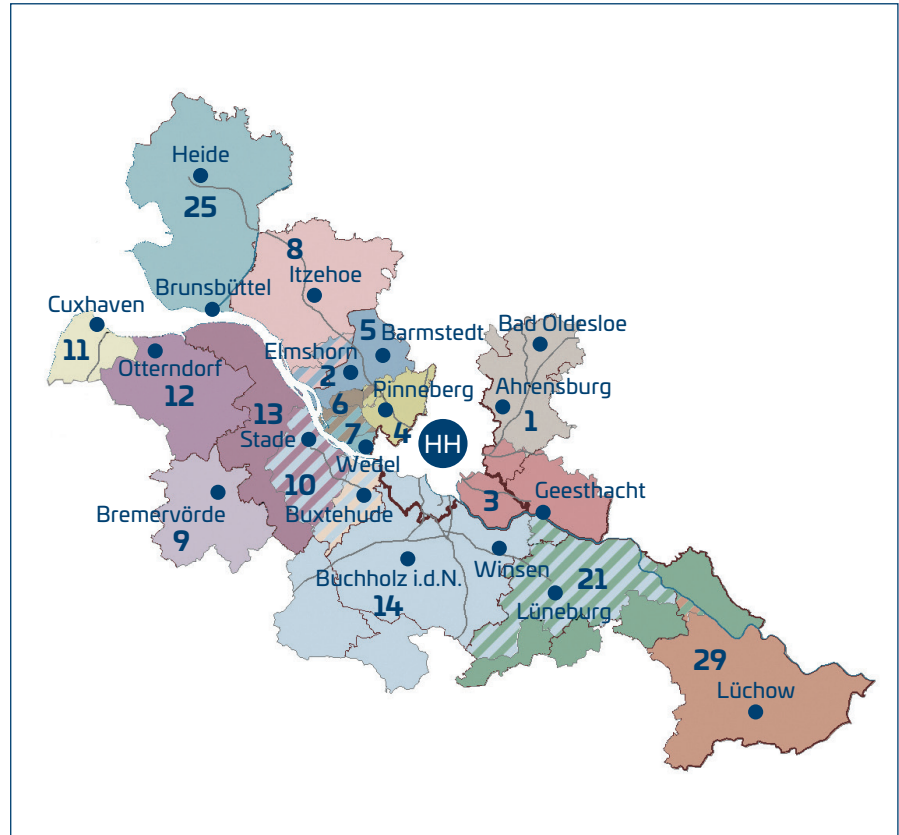 Heide
25
8
Itzehoe
Brunsbüttel
Cuxhaven
11
5 Barmstedt
Bad Oldesloe
Elmshorn
2
Otterndorf
12
Pinneberg
Ahrensburg
6
13
1
7
4
HH
Stade
Wedel
10
3
Geesthacht
Bremervörde
Buxtehude
9
Winsen
21
Buchholz i.d.N.
14
Lüneburg
29
Lüchow